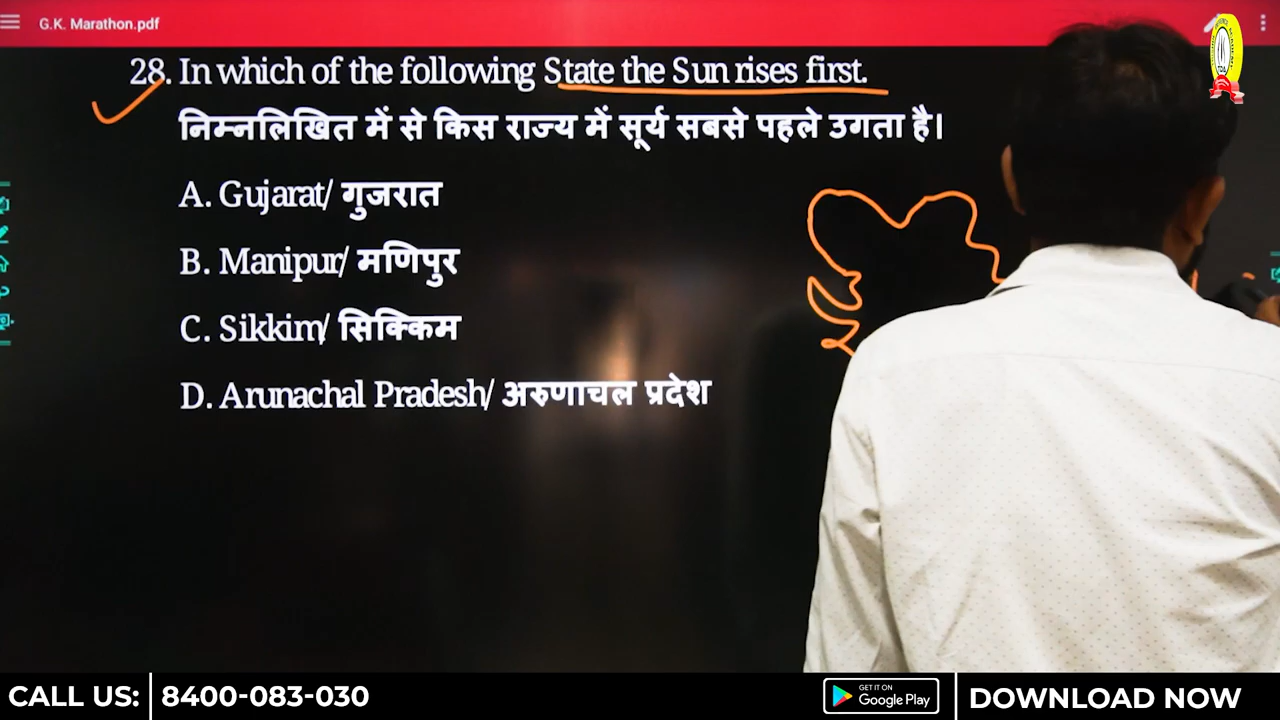 G.K. Marathon.pdf
28. In which of the following State the Sun rises first.
निम्नलिखित में से किस राज्य में सूर्य सबसे पहले उगता है।
A. Gujarat/ गुजरात
B. Manipur/ मणिपुर
C. Sikkim/ सिक्किम
D. Arunachal Pradesh/ अरुणाचल प्रदेश
CALL US: 8400-083-030 GET IT ON Google Play DOWNLOAD NOW